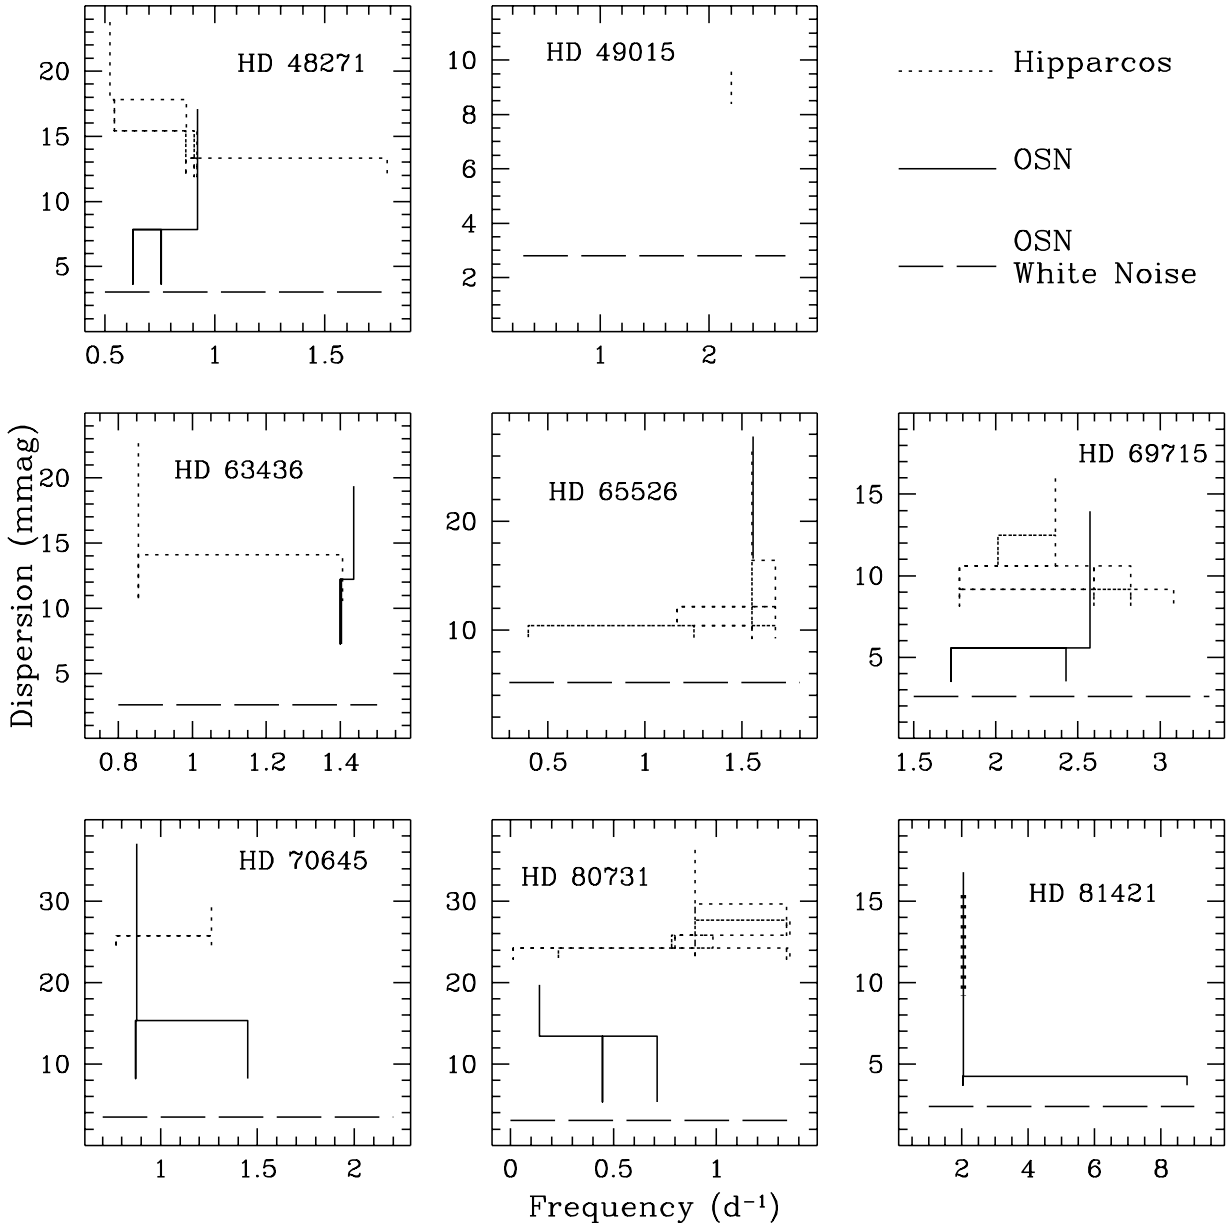 HD 48271
20
15
10
5
0.5 1 1.5
HD 49015
10
8
6
4
2
1 2
Hipparcos
OSN
OSN
White Noise
Dispersion (mmag)
HD 63436
20
15
10
5
0.8 1 1.2 1.4
HD 65526
20
10
0.5 1 1.5
HD 69715
15
10
5
1.5 2 2.5 3
HD 70645
30
20
10
1 1.5 2
HD 80731
30
20
10
0 0.5 1
HD 81421
15
10
5
2 4 6 8
Frequency (d⁻¹)